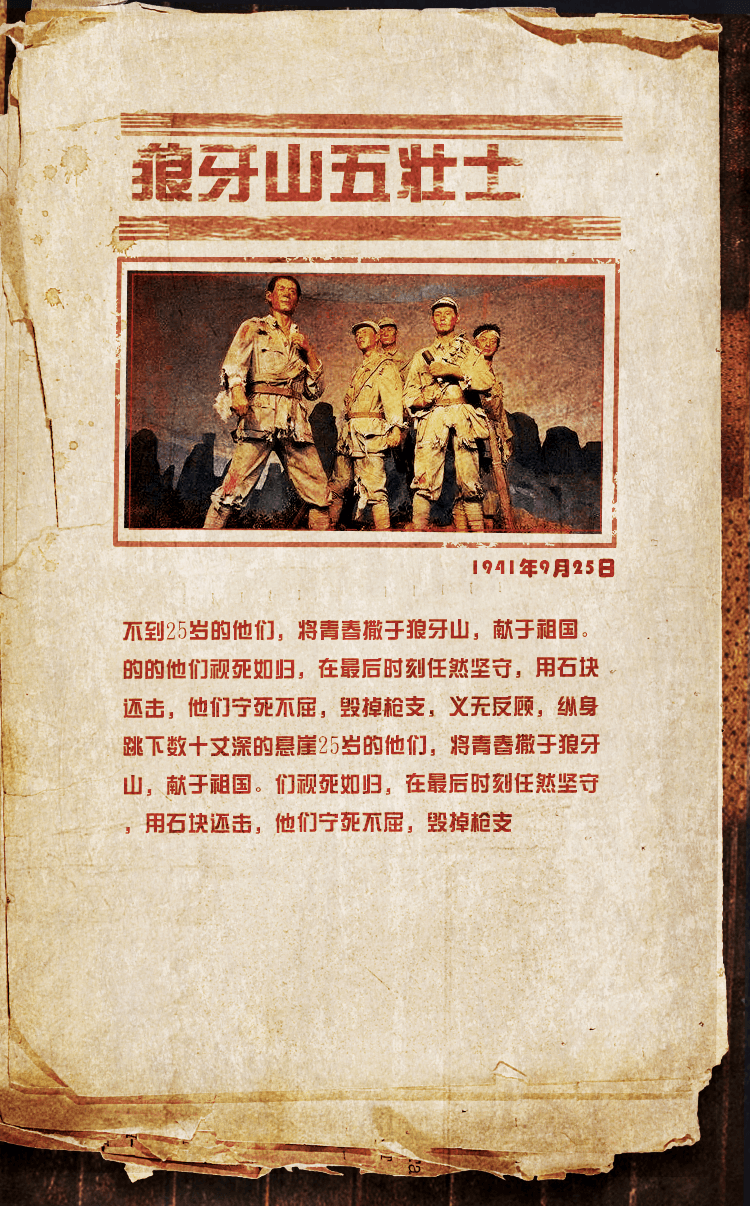 狼牙山五壮士
1941年9月25日
不到25岁的他们，将青春撒于狼牙山，献于祖国。
的的他们视死如归，在最后时刻任然坚守，用石块
还击，他们宁死不屈，毁掉枪支，义无反顾，纵身
跳下数十丈深的悬崖25岁的他们，将青春撒于狼牙
山，献于祖国。们视死如归，在最后时刻任然坚守
，用石块还击，他们宁死不屈，毁掉枪支